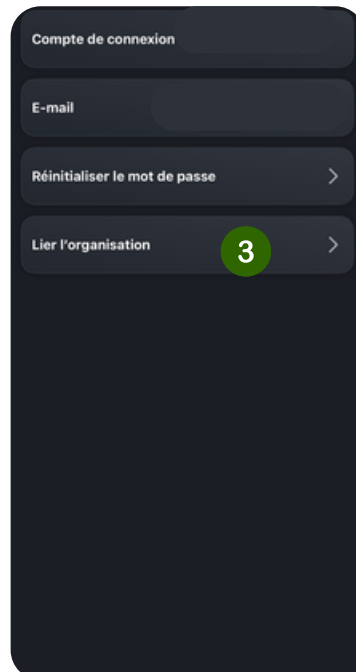 Compte de connexion
E-mail
Réinitialiser le mot de passe
Lier l'organisation
3